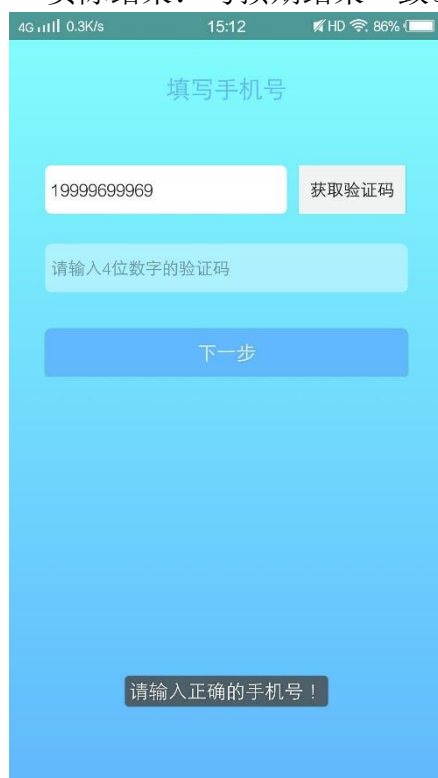 实际结果：与预期结果一致。
4G 0.3K/s 15:12 HD 86%
填写手机号
19999699969 获取验证码
请输入4位数字的验证码
下一步
请输入正确的手机号！